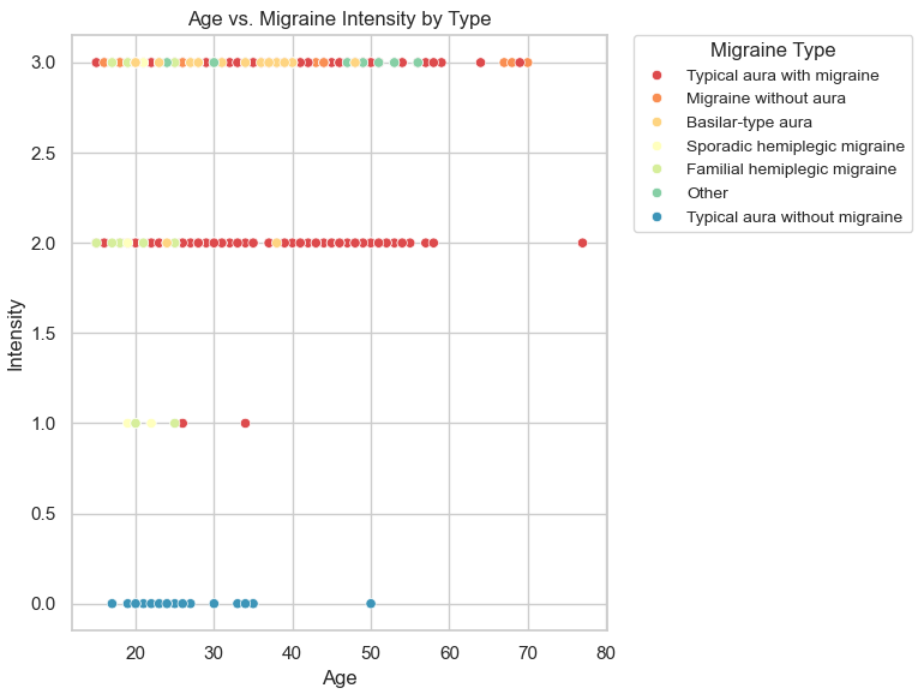 Age vs. Migraine Intensity by Type
Migraine Type
Typical aura with migraine
Migraine without aura
Basilar-type aura
Sporadic hemiplegic migraine
Familial hemiplegic migraine
Other
Typical aura without migraine
Intensity
3.0
2.5
2.0
1.5
1.0
0.5
0.0
20 30 40 50 60 70 80
Age